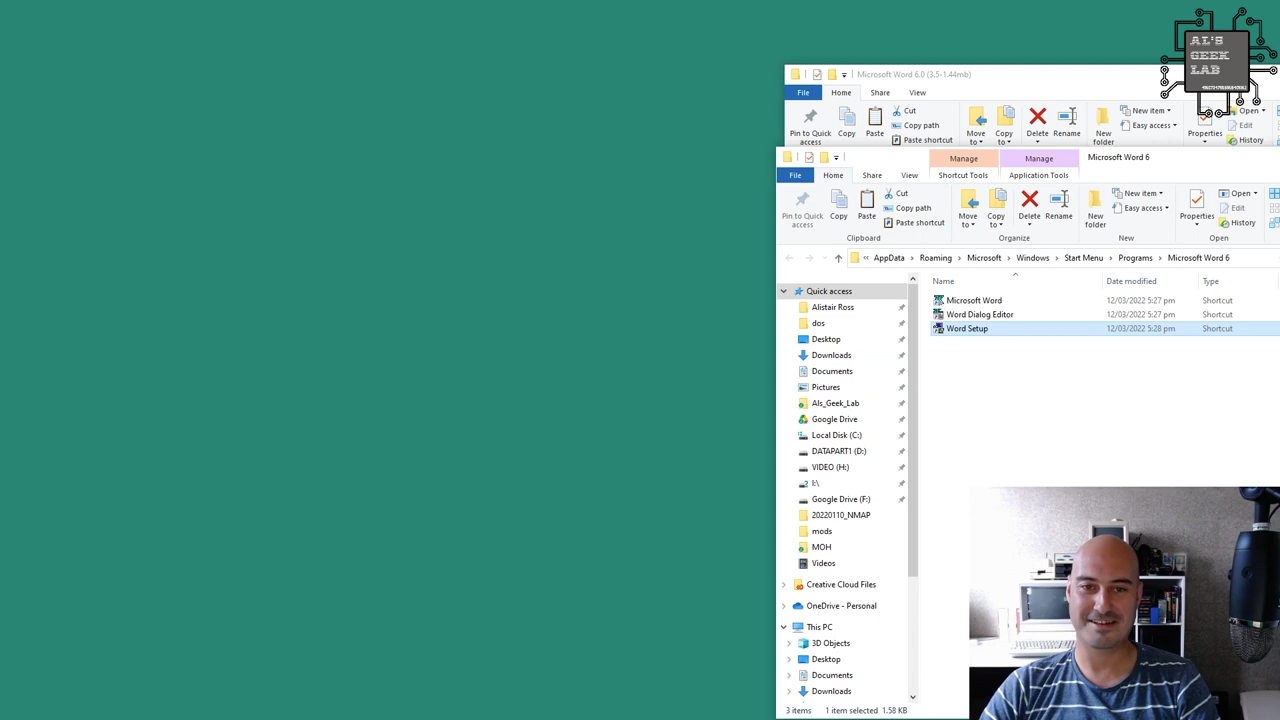 AL'S
GEEK
LAB
Microsoft Word 6.0 (3.5-1.44mb)
File Home Share View
Pin to Quick access
Copy
Paste
Cut
Copy path
Paste shortcut
Move to
Copy to
Delete
Rename
New folder
New item
Easy access
Properties
Open
Edit
History
Manage Manage Microsoft Word 6
File Home Share View Shortcut Tools Application Tools
Pin to Quick access
Copy
Paste
Cut
Copy path
Paste shortcut
Move to
Copy to
Delete
Rename
New folder
New item
Easy access
Properties
Open
Edit
History
Clipboard Organize New Open
« AppData > Roaming > Microsoft > Windows > Start Menu > Programs > Microsoft Word 6
Name Date modified Type
Microsoft Word 12/03/2022 5:27 pm Shortcut
Word Dialog Editor 12/03/2022 5:27 pm Shortcut
Word Setup 12/03/2022 5:28 pm Shortcut
Quick access
Alistair Ross
dos
Desktop
Downloads
Documents
Pictures
Als_Geek_Lab
Google Drive
Local Disk (C:)
DATAPART1 (D:)
VIDEO (H:)
I:\
Google Drive (F:)
20220110_NMAP
mods
MOH
Videos
Creative Cloud Files
OneDrive - Personal
This PC
3D Objects
Desktop
Documents
Downloads
3 items 1 item selected 1.58 KB